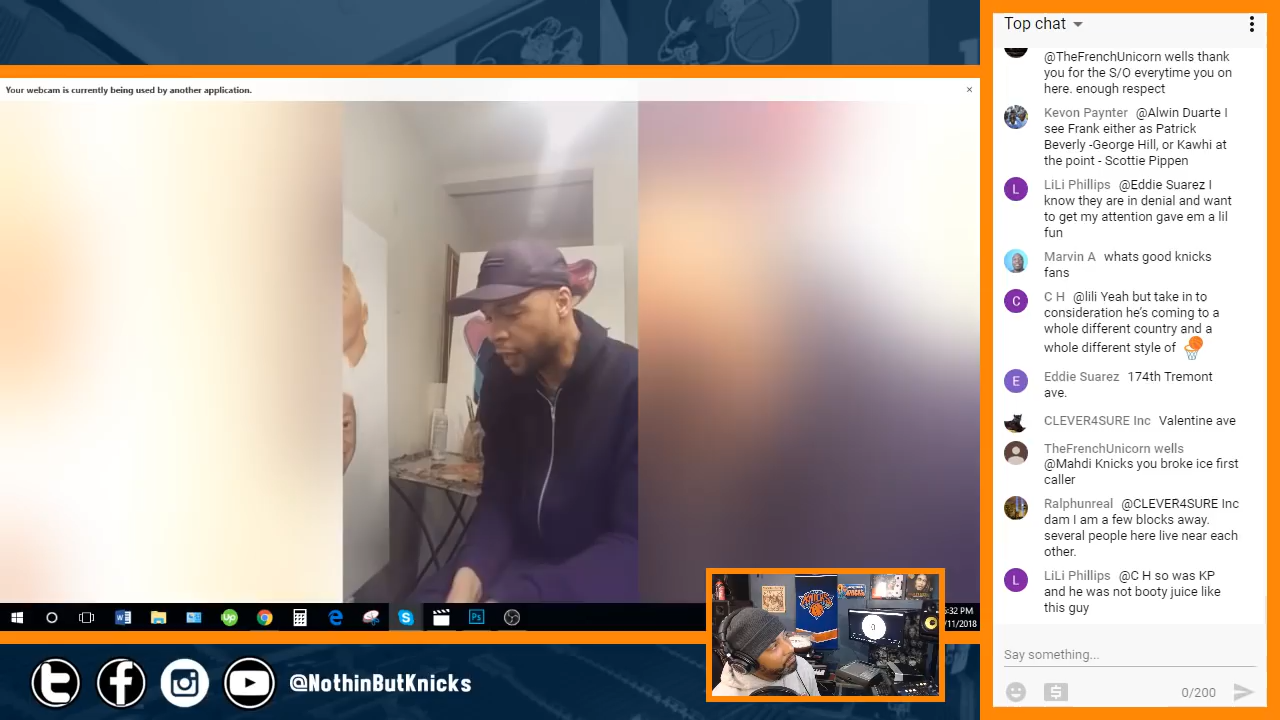 Your webcam is currently being used by another application.
×
KNICKS
5:32 PM
/11/2018
@NothinButKnicks
Top chat
@TheFrenchUnicorn wells thank
you for the S/O everytime you on
here. enough respect
Kevon Paynter @Alwin Duarte I
see Frank either as Patrick
Beverly -George Hill, or Kawhi at
the point - Scottie Pippen
LiLi Phillips @Eddie Suarez I
know they are in denial and want
to get my attention gave em a lil
fun
Marvin A whats good knicks
fans
C H @lili Yeah but take in to
consideration he's coming to a
whole different country and a
whole different style of
Eddie Suarez 174th Tremont
ave.
CLEVER4SURE Inc Valentine ave
TheFrenchUnicorn wells
@Mahdi Knicks you broke ice first
caller
Ralphunreal @CLEVER4SURE Inc
dam I am a few blocks away.
several people here live near each
other.
LiLi Phillips @C H so was KP
and he was not booty juice like
this guy
Say something...
0/200